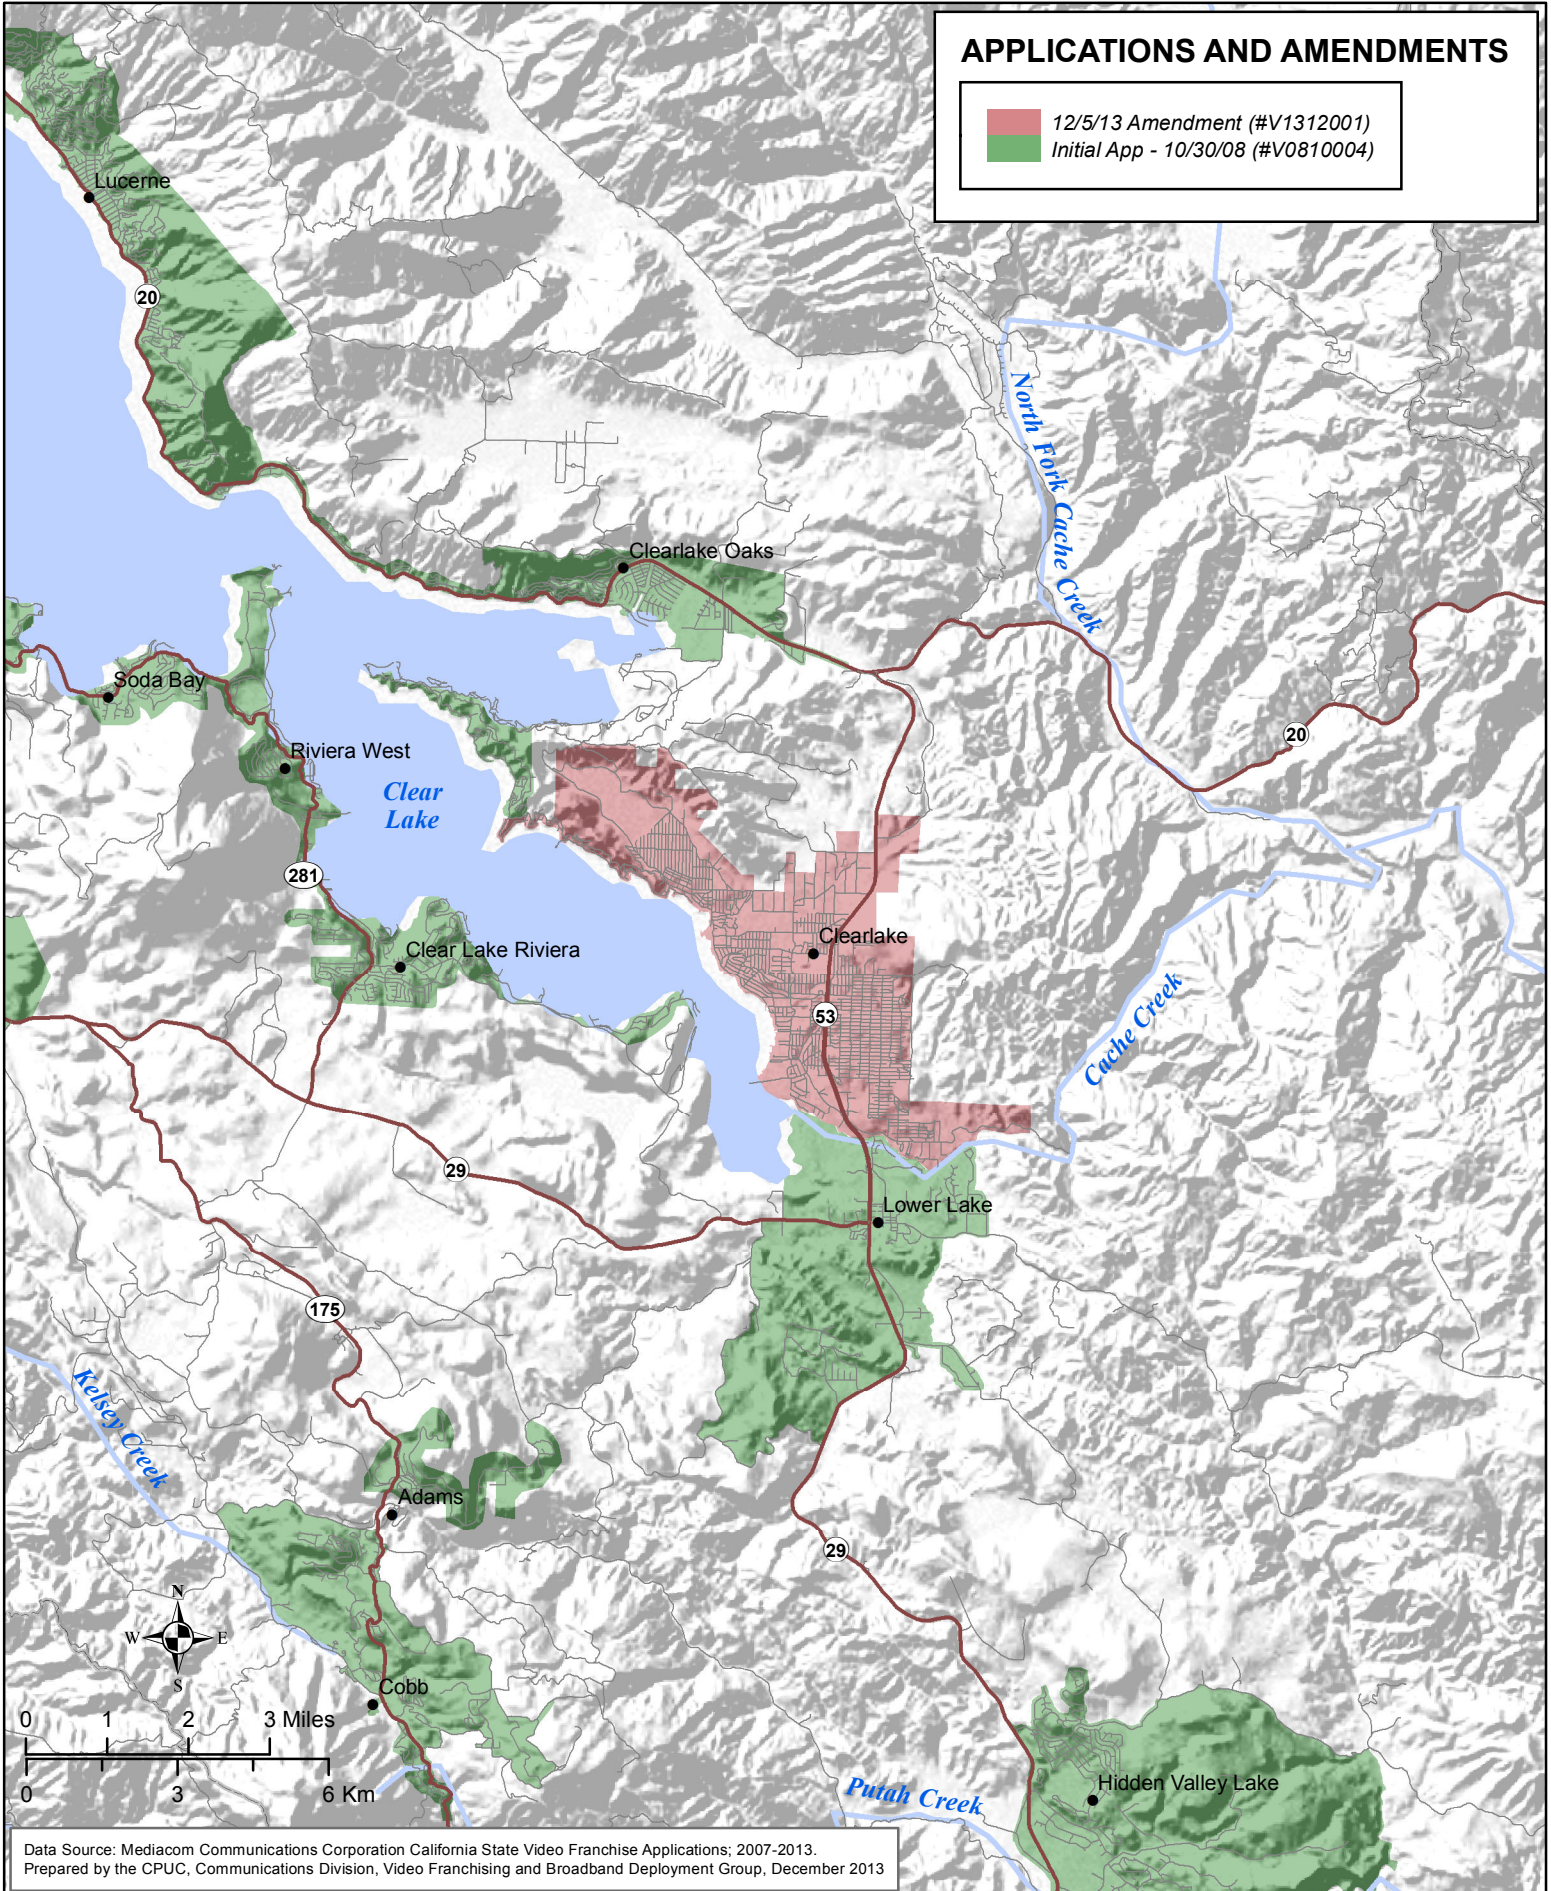 APPLICATIONS AND AMENDMENTS
12/5/13 Amendment (#V1312001)
Initial App - 10/30/08 (#V0810004)
Lucerne
20
North Fork Cache Creek
Clearlake Oaks
Soda Bay
Riviera West
20
Clear
Lake
281
Clearlake
Clear Lake Riviera
53
Cache Creek
29
Lower Lake
175
Kelsey Creek
Adams
29
N
W
E
S
Cobb
0
1
2
3 Miles
0
3
6 Km
Hidden Valley Lake
Putah Creek
Data Source: Mediacom Communications Corporation California State Video Franchise Applications; 2007-2013.
Prepared by the CPUC, Communications Division, Video Franchising and Broadband Deployment Group, December 2013